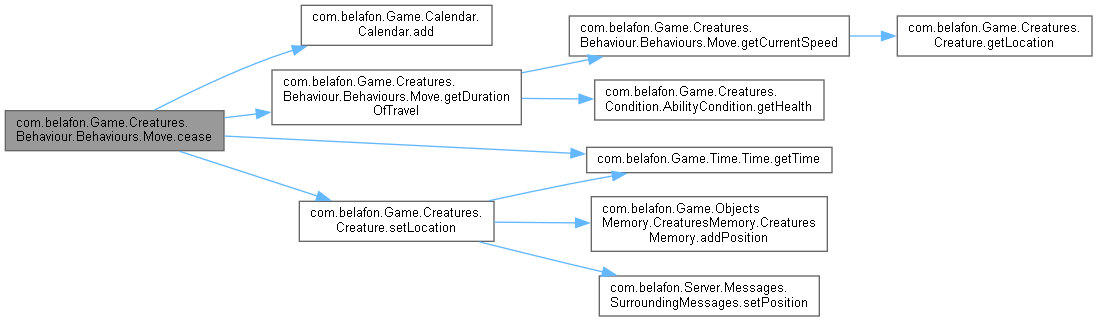 com.belafon.Game.Creatures.
Behaviour.Behaviours.Move.cease
com.belafon.Game.Calendar.
Calendar.add
com.belafon.Game.Creatures.
Behaviour.Behaviours.Move.getDuration
OfTravel
com.belafon.Game.Creatures.
Behaviour.Behaviours.Move.getCurrentSpeed
com.belafon.Game.Creatures.
Creature.getLocation
com.belafon.Game.Creatures.
Condition.AbilityCondition.getHealth
com.belafon.Game.Time.Time.getTime
com.belafon.Game.Creatures.
Creature.setLocation
com.belafon.Game.Objects
Memory.CreaturesMemory.Creatures
Memory.addPosition
com.belafon.Server.Messages.
SurroundingMessages.setPosition